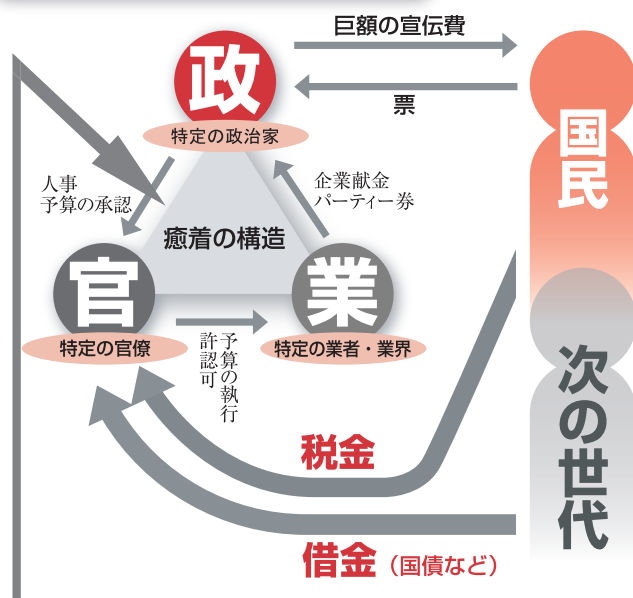 巨額の宣伝費
票
政
特定の政治家
国民
人事
予算の承認
企業献金
パーティー券
癒着の構造
官
特定の官僚
業
特定の業者・業界
予算の執行
許認可
次の世代
税金
借金（国債など）